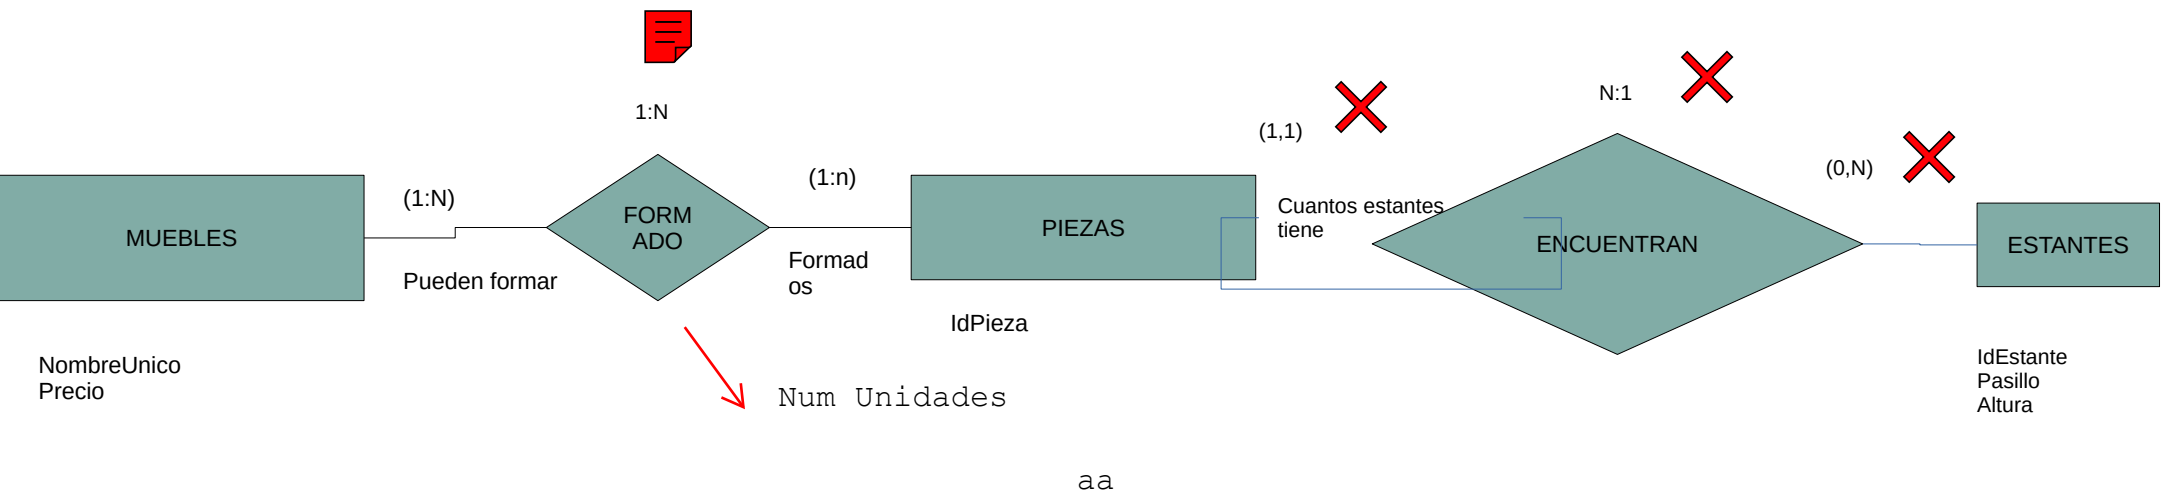 1:N
N:1
(1,1)
(0,N)
(1:N)
(1:n)
MUEBLES
FORM
ADO
PIEZAS
Cuantos estantes
tiene
ENCUENTRAN
ESTANTES
Pueden formar
Formad
os
IdPieza
NombreUnico
Precio
Num Unidades
IdEstante
Pasillo
Altura
aa